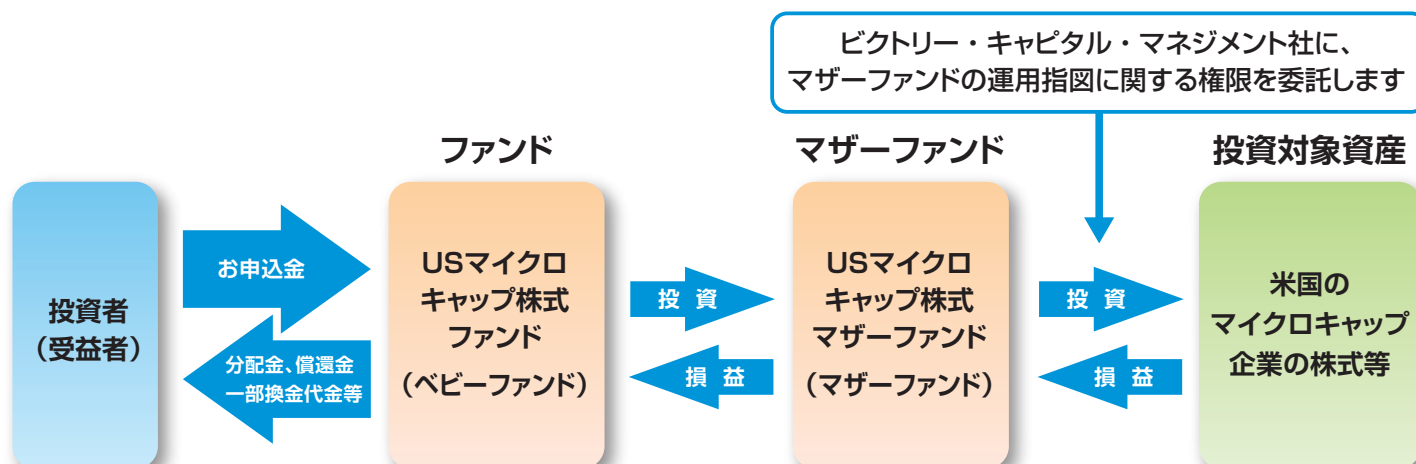 ビクトリー・キャピタル・マネジメント社に、
マザーファンドの運用指図に関する権限を委託します
ファンド
マザーファンド
投資対象資産
投資者
（受益者）
お申込金
分配金、償還金
一部換金代金等
USマイクロ
キャップ株式
ファンド
（ベビーファンド）
投 資
損 益
USマイクロ
キャップ株式
マザーファンド
（マザーファンド）
投 資
損 益
米国の
マイクロキャップ
企業の株式等